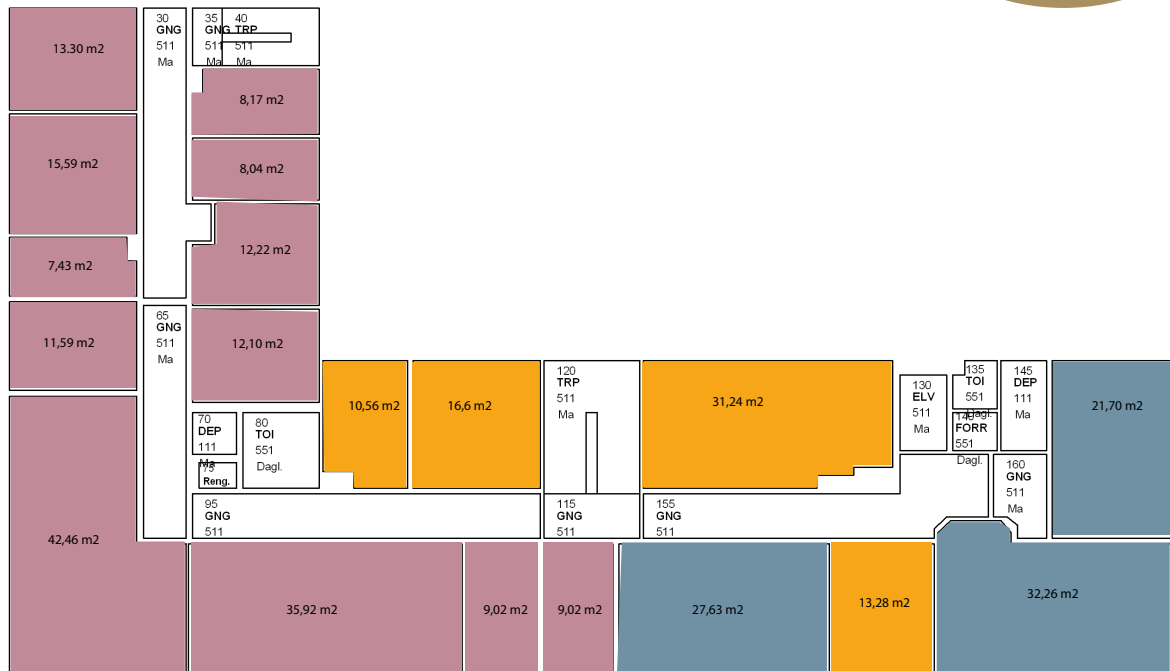 13.30 m2
30
GNG
511
Ma
35
GNG
511
Ma
40
TRP
511
Ma
8,17 m2
15,59 m2
8,04 m2
7,43 m2
12,22 m2
65
GNG
511
Ma
11,59 m2
12,10 m2
70
DEP
111
Ma
75
Reng.
80
TOI
551
Dagl.
10,56 m2
16,6 m2
120
TRP
511
Ma
31,24 m2
130
ELV
511
Ma
135
TOI
551
Dagl.
FORR
551
Dagl.
145
DEP
111
Ma
21,70 m2
160
GNG
511
Ma
95
GNG
511
115
GNG
511
155
GNG
511
42,46 m2
35,92 m2
9,02 m2
9,02 m2
27,63 m2
13,28 m2
32,26 m2